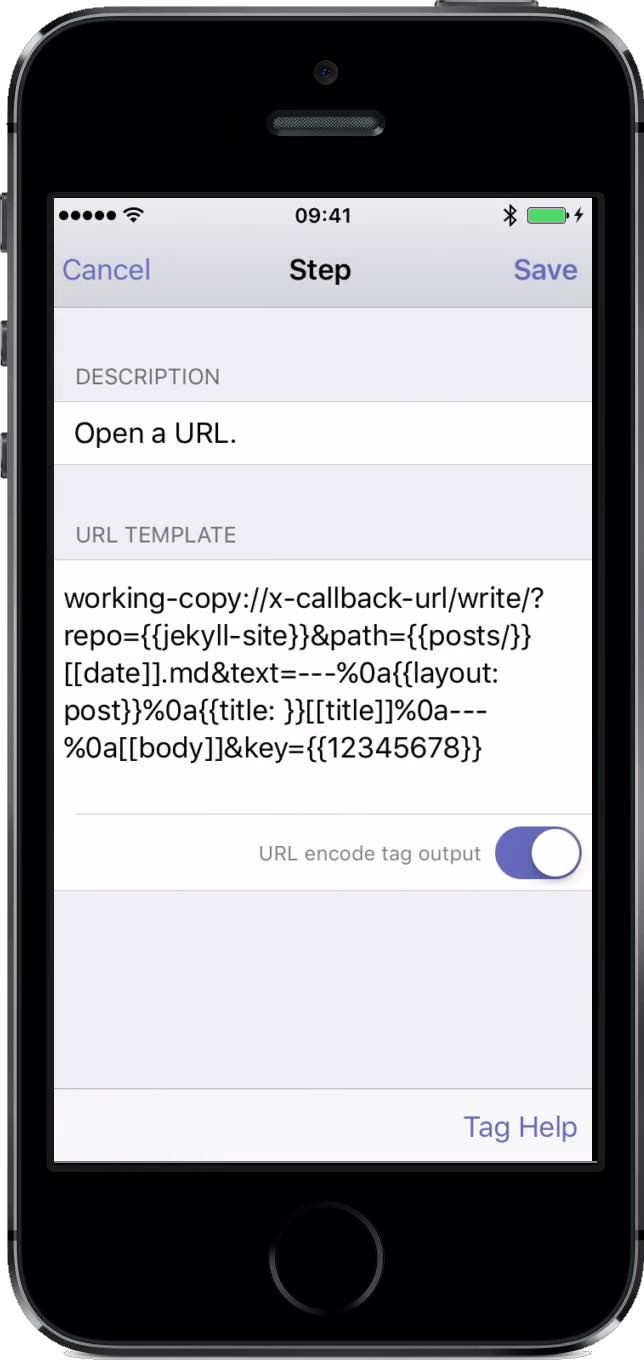 09:41
Cancel Step Save
DESCRIPTION
Open a URL.
URL TEMPLATE
working-copy://x-callback-url/write/?
repo={{jekyll-site}}&path={{posts/}}
[[date]].md&text=---%0a{{layout:
post}}%0a{{title: }}[[title]]%0a---
%0a[[body]]&key={{12345678}}
URL encode tag output
Tag Help